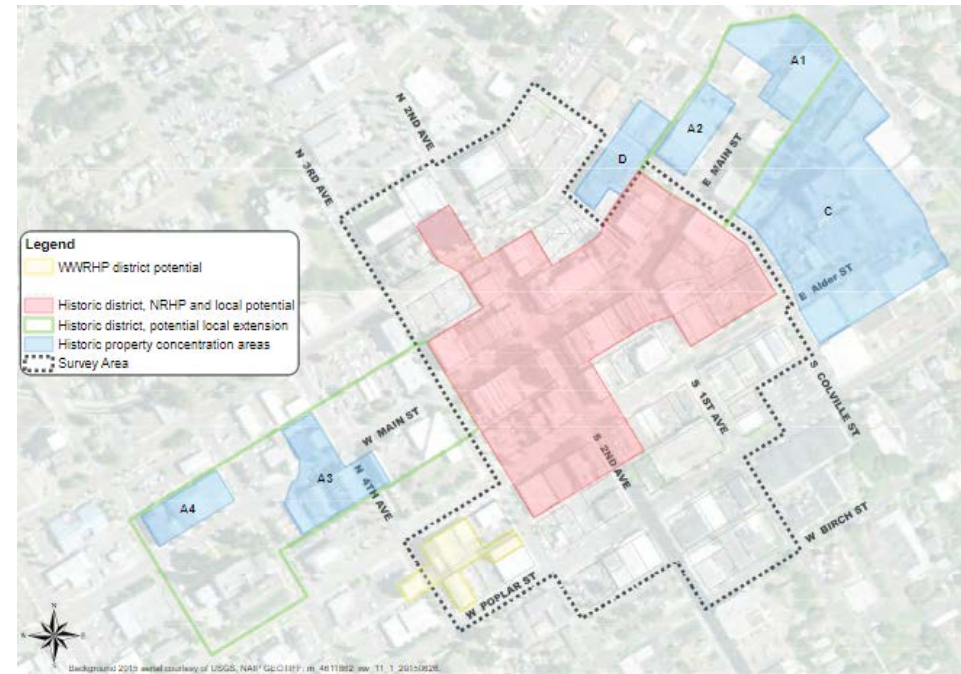 A1
N 2ND AVE
A2
E MAIN ST
N 3RD AVE
D
C
Legend
WWRHP district potential
Historic district, NRHP and local potential
Historic district, potential local extension
Historic property concentration areas
Survey Area
E Alder ST
S COLVILLE ST
S 1ST AVE
W MAIN ST
S 2ND AVE
A3
N 4TH AVE
A4
W BIRCH ST
W POPLAR ST
N
E
S
W
Background 2015 aerial courtesy of USGS, NAIP GEOTIFF: